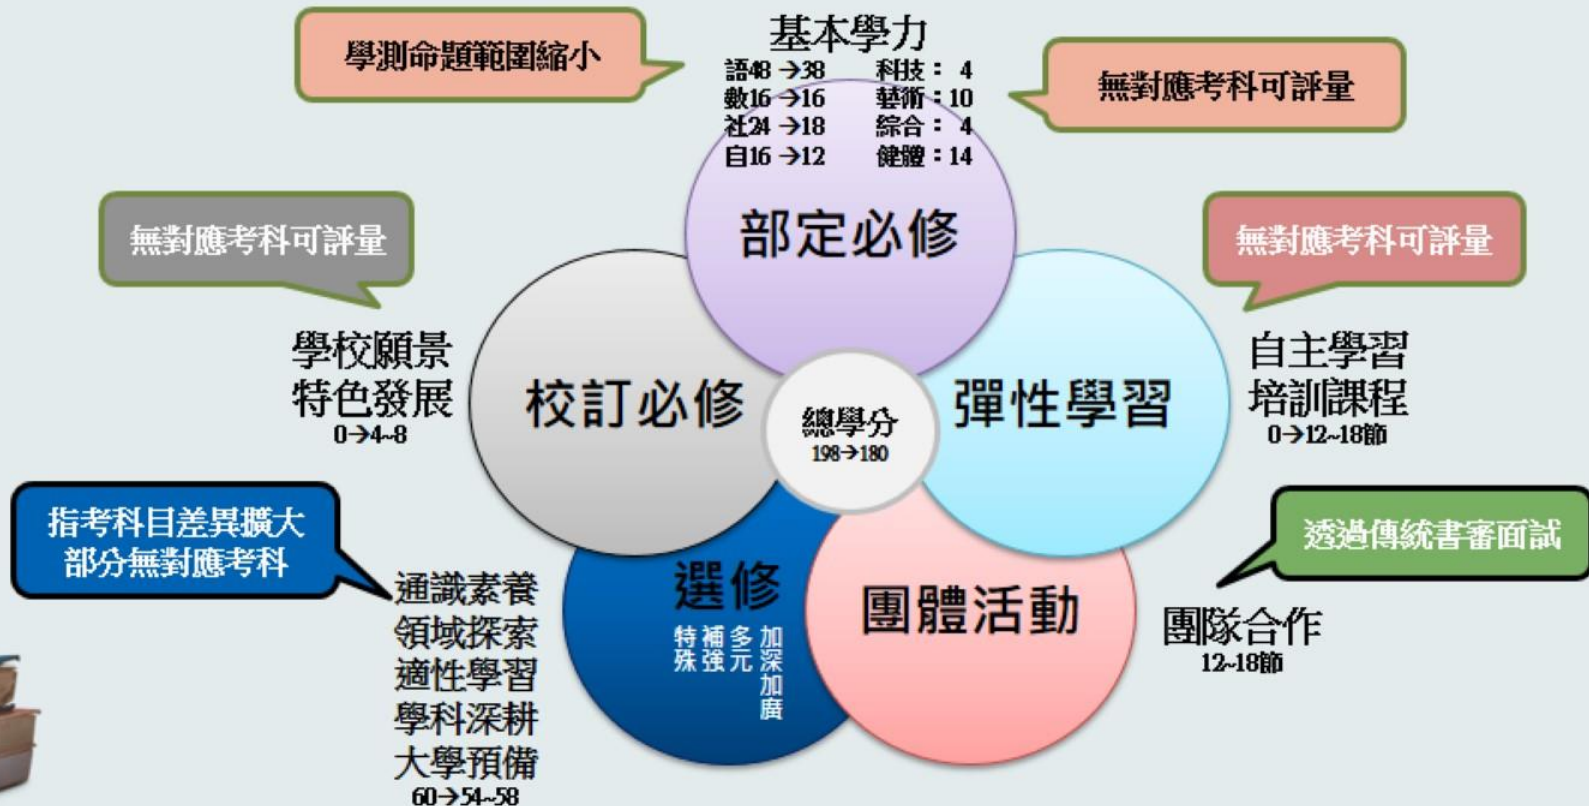 學測命題範圍縮小
基本學力
語48→38 科技：4
數16→16 藝術：10
社24→18 綜合：4
自16→12 健體：14
無對應考科可評量
部定必修
無對應考科可評量
學校願景
特色發展
0→4~8
校訂必修
總學分
198→180
彈性學習
無對應考科可評量
自主學習
培訓課程
0→12~18節
指考科目差異擴大
部分無對應考科
通識素養
領域探索
適性學習
學科深耕
大學預備
60→54~58
選修
加深加廣
多元
補強
特殊
團體活動
透過傳統書審面試
團隊合作
12~18節